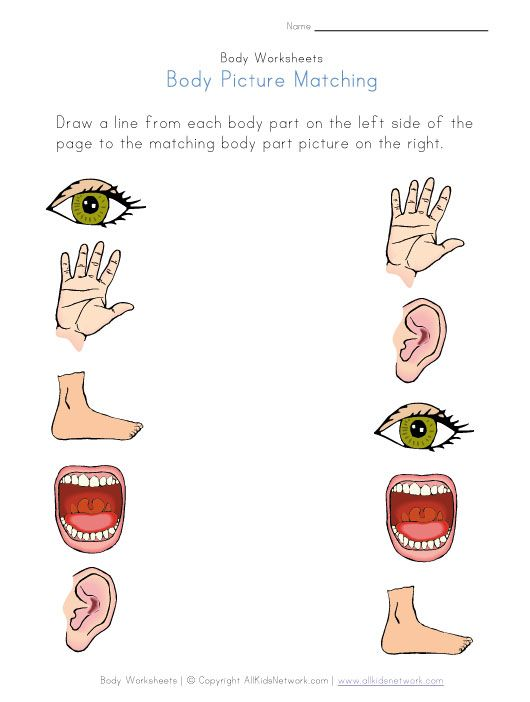 Name
Body Worksheets
Body Picture Matching
Draw a line from each body part on the left side of the
page to the matching body part picture on the right.
Body Worksheets | © Copyright AllKidsNetwork.com | www.allkidsnetwork.com